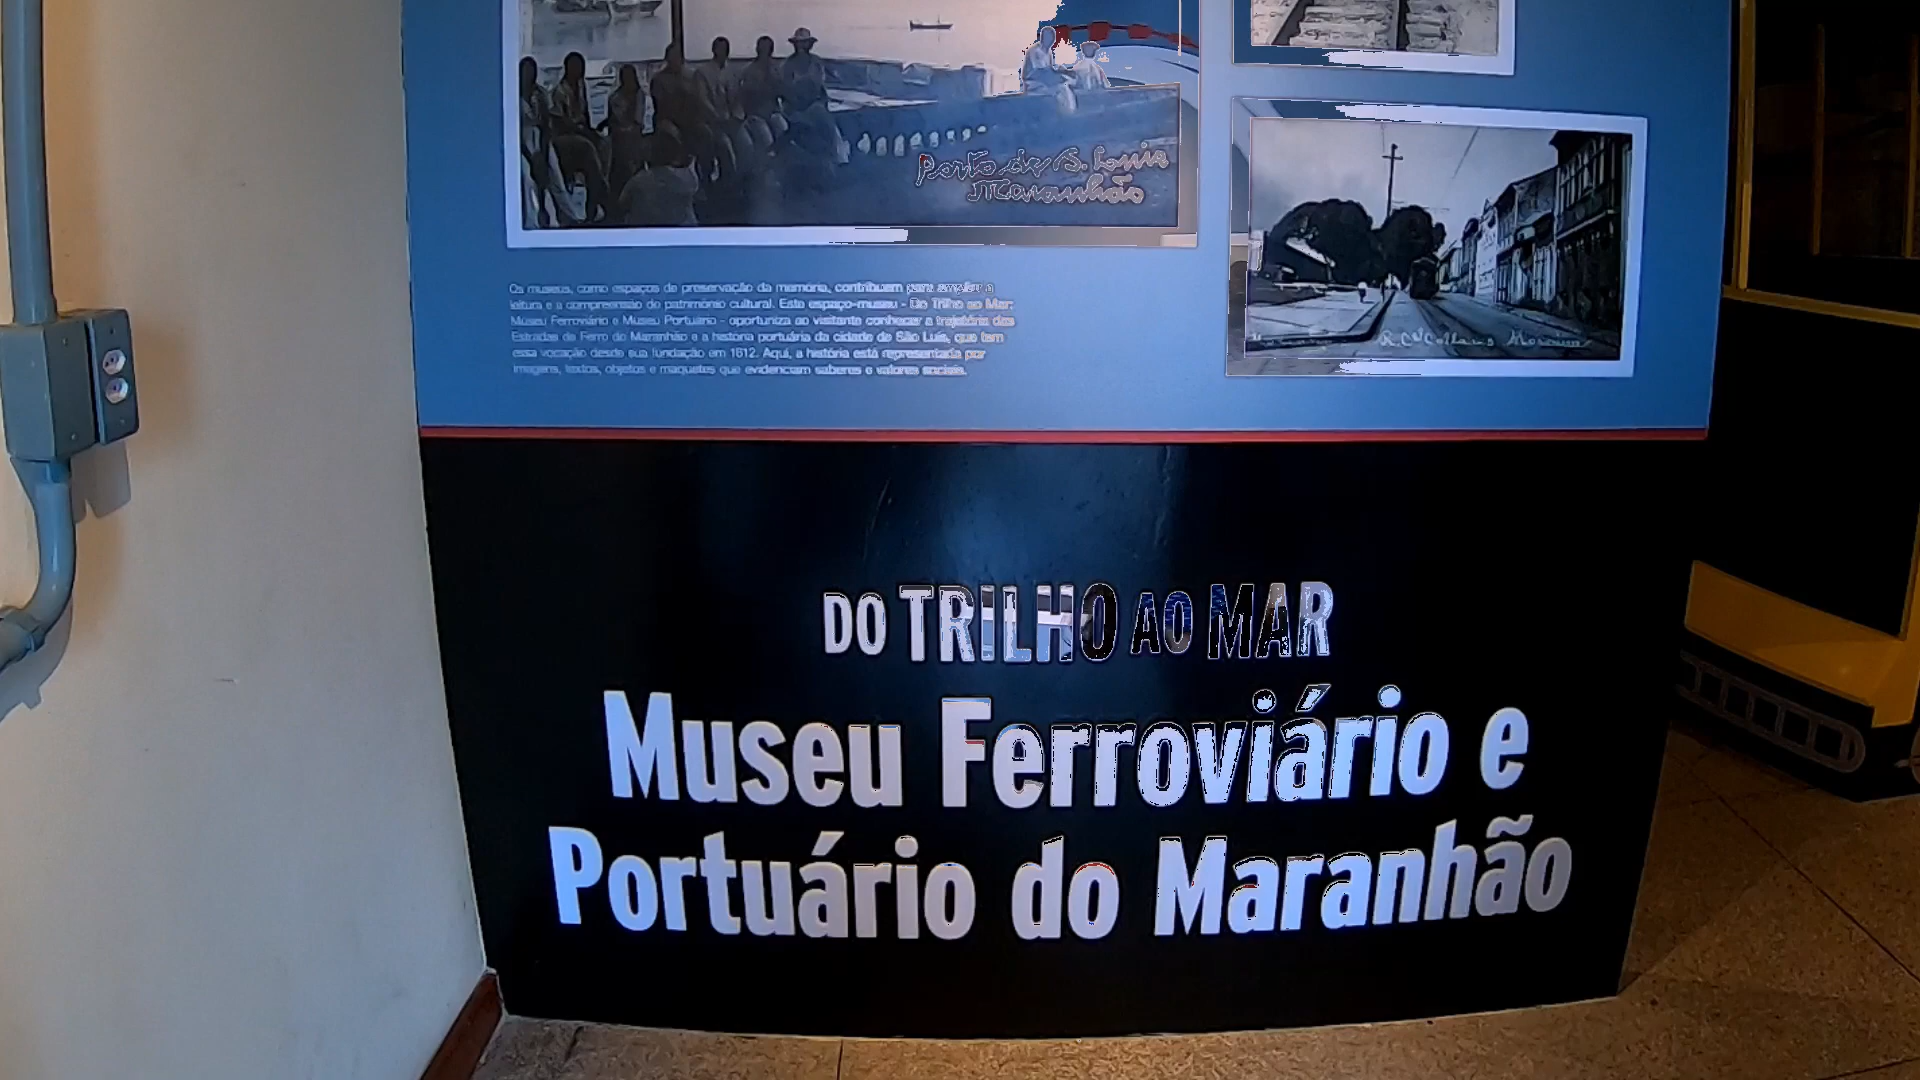 Porto de S. Luiz
Maranhão
Os museus, como espaços de preservação da memória, contribuem para ampliar a
leitura e a compreensão do patrimônio cultural. Este espaço-museu - Do Trilho ao Mar:
Museu Ferroviário e Museu Portuário - oportuniza ao visitante conhecer a trajetória das
Estradas de Ferro do Maranhão e a história portuária da cidade de São Luís, que tem
essa vocação desde sua fundação em 1612. Aqui, a história está representada por
imagens, textos, objetos e maquetes que evidenciam saberes e valores sociais.
DO TRILHO AO MAR
Museu Ferroviário e
Portuário do Maranhão